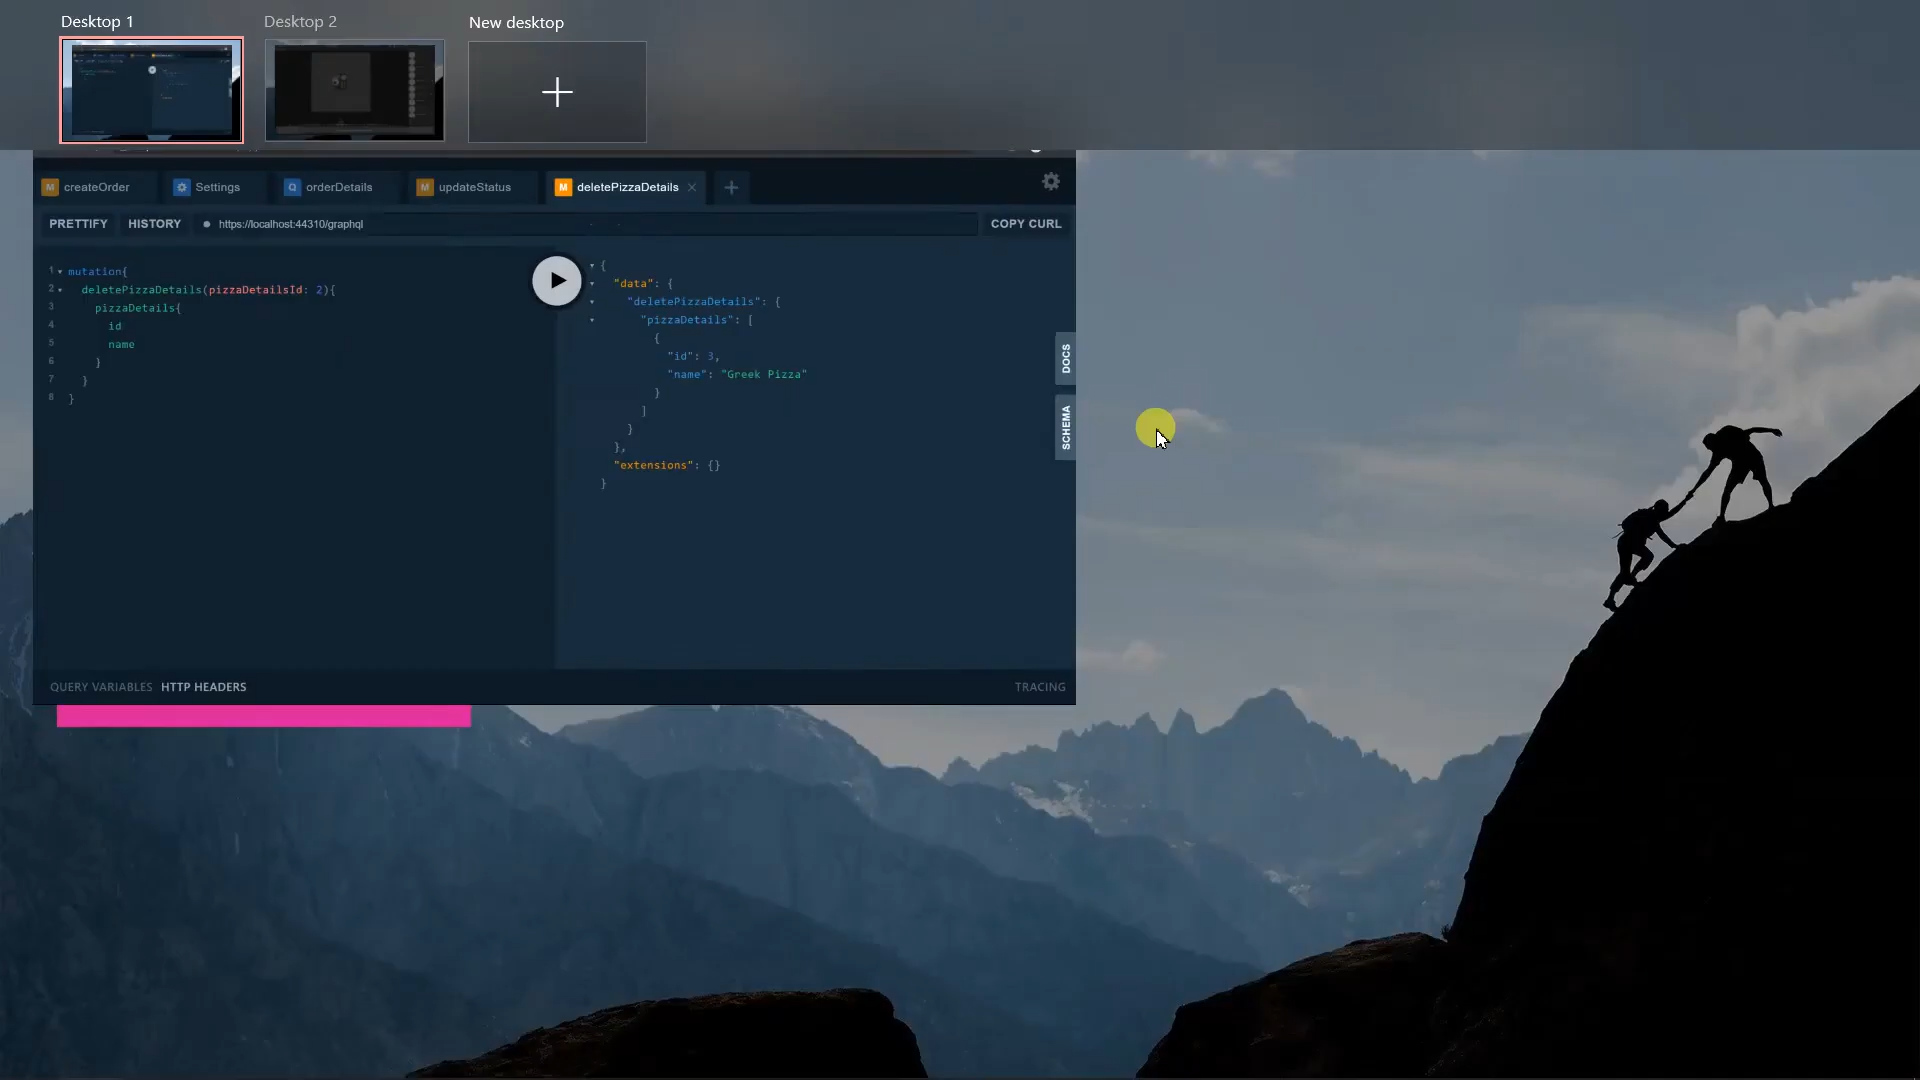 Desktop 1
Desktop 2
New desktop
createOrder
Settings
orderDetails
updateStatus
deletePizzaDetails
PRETTIFY
HISTORY
https://localhost:44310/graphql
COPY CURL
1 mutation{
2 deletePizzaDetails(pizzaDetailsId: 2){
3 pizzaDetails{
4 id
5 name
6 }
7 }
8 }
{
"data": {
"deletePizzaDetails": {
"pizzaDetails": [
{
"id": 3,
"name": "Greek Pizza"
}
]
}
},
"extensions": {}
}
DOCS
SCHEMA
QUERY VARIABLES
HTTP HEADERS
TRACING